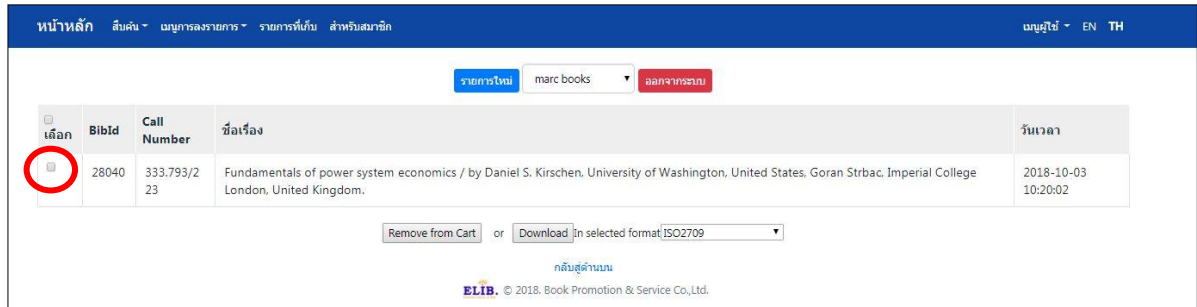 หน้าหลัก สืบค้น เมนูการลงรายการ รายการที่เก็บ สำหรับสมาชิก เมนูผู้ใช้ EN TH
รายการใหม่ marc books ออกจากระบบ
เลือก BibId Call Number ชื่อเรื่อง วันเวลา
28040 333.793/2 Fundamentals of power system economics / by Daniel S. Kirschen, University of Washington, United States, Goran Strbac, Imperial College 2018-10-03
23 London, United Kingdom. 10:20:02
Remove from Cart or Download In selected format ISO2709
กลับสู่ด้านบน
ELIB. © 2018. Book Promotion & Service Co.,Ltd.